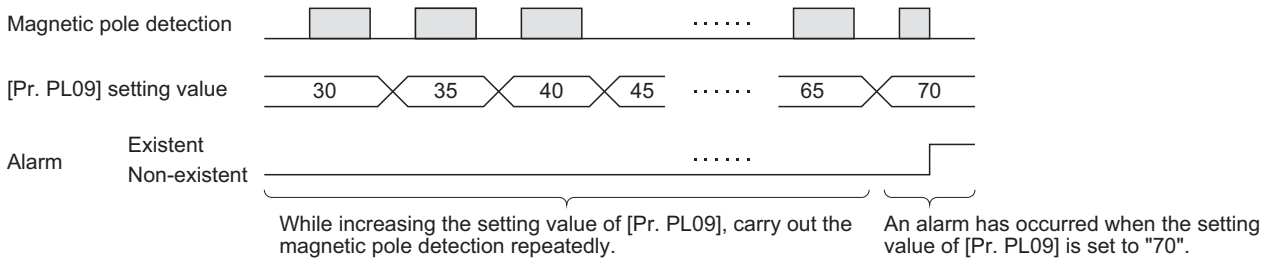 Magnetic pole detection
······
[Pr. PL09] setting value 30 35 40 45 ······ 65 70
Alarm
Existent
Non-existent
······
While increasing the setting value of [Pr. PL09], carry out the
magnetic pole detection repeatedly.
An alarm has occurred when the setting
value of [Pr. PL09] is set to "70".